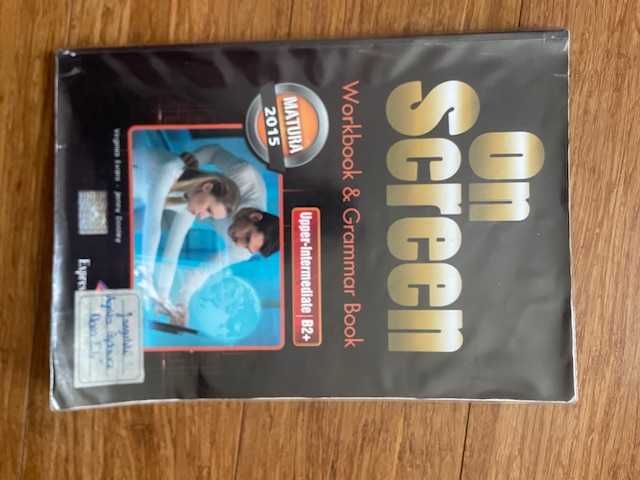 on
Screen
Workbook & Grammar Book
MATURA
2015
Upper-Intermediate B2+
Virginia Evans - Jenny Dooley